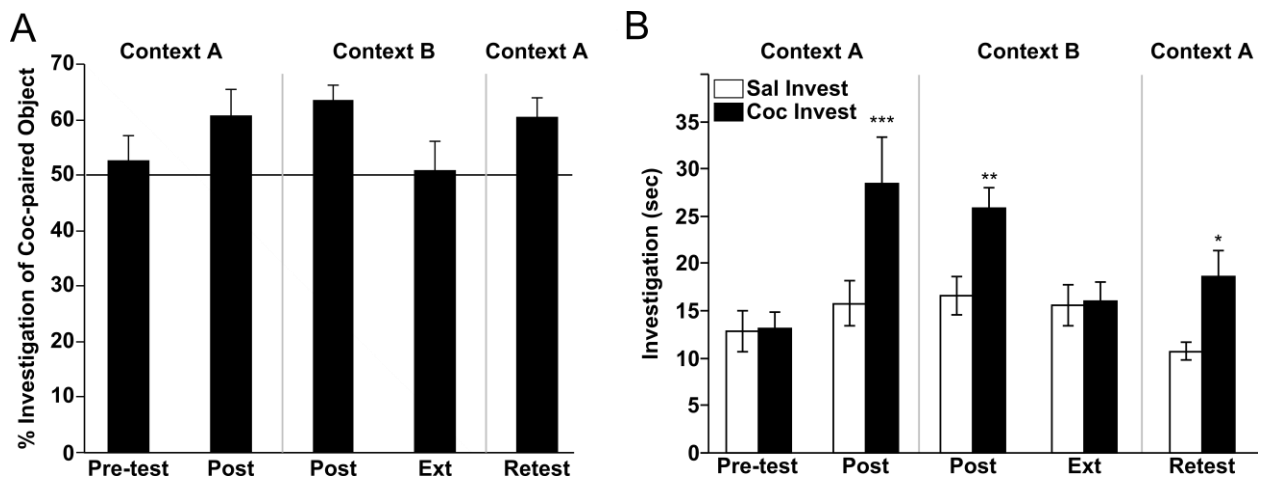 A
Context A Context B Context A
% Investigation of Coc-paired Object
70
60
50
40
30
20
10
0
Pre-test Post Post Ext Retest
B
Context A Context B Context A
Sal Invest
Coc Invest
Investigation (sec)
35
30
25
20
15
10
5
0
***
**
*
Pre-test Post Post Ext Retest